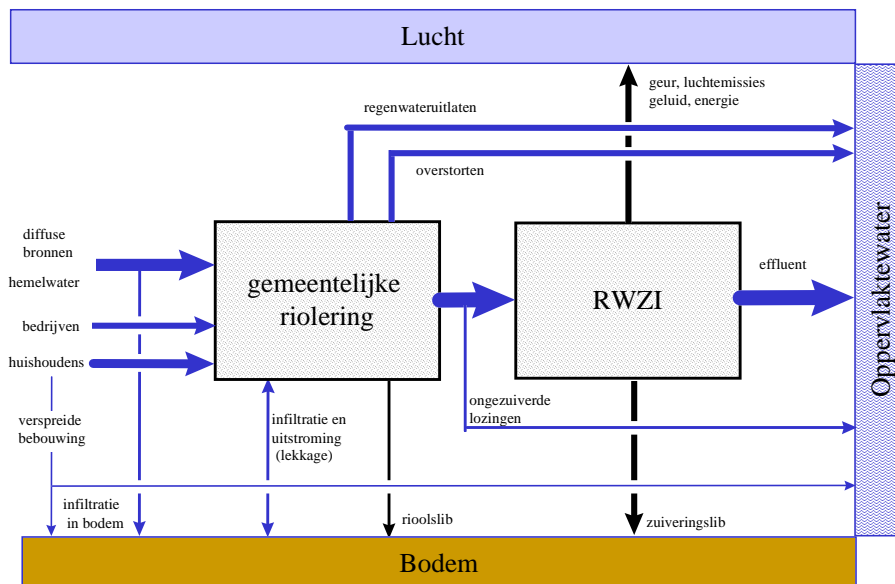 Lucht
geur, luchtemissies
geluid, energie
regenwateruitlaten
overstorten
diffuse
bronnen
hemelwater
gemeentelijke
riolering
RWZI
effluent
Oppervlaktewater
bedrijven
huishoudens
verspreide
bebouwing
infiltratie en
uitstroming
(lekkage)
ongezuiverde
lozingen
infiltratie
in bodem
rioolslib
zuiveringslib
Bodem